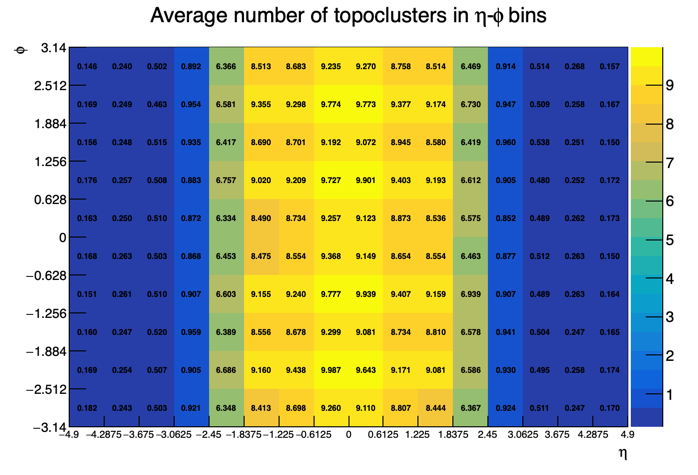 Average number of topoclusters in η-ϕ bins
ϕ
3.14 0.146 0.240 0.502 0.892 6.366 8.513 8.683 9.235 9.270 8.758 8.514 6.469 0.914 0.514 0.268 0.157
9
2.512 0.169 0.249 0.463 0.954 6.581 9.355 9.298 9.774 9.773 9.377 9.174 6.730 0.947 0.509 0.258 0.167
8
1.884 0.156 0.248 0.515 0.935 6.417 8.690 8.701 9.192 9.072 8.945 8.580 6.419 0.960 0.538 0.251 0.150
7
1.256 0.176 0.257 0.508 0.883 6.757 9.020 9.209 9.727 9.901 9.403 9.193 6.612 0.905 0.480 0.252 0.172
6
0.628 0.163 0.250 0.510 0.872 6.334 8.490 8.734 9.257 9.123 8.873 8.536 6.575 0.852 0.489 0.262 0.173
5
0 0.168 0.263 0.503 0.868 6.453 8.475 8.554 9.368 9.149 8.654 8.554 6.463 0.877 0.512 0.263 0.150
4
−0.628 0.151 0.261 0.510 0.907 6.603 9.155 9.240 9.777 9.939 9.407 9.159 6.939 0.907 0.489 0.263 0.164
3
−1.256 0.160 0.247 0.520 0.959 6.389 8.556 8.678 9.299 9.081 8.734 8.810 6.578 0.941 0.504 0.247 0.165
2
−1.884 0.169 0.254 0.507 0.905 6.686 9.160 9.438 9.987 9.643 9.171 9.081 6.586 0.930 0.495 0.258 0.174
1
−2.512 0.182 0.243 0.503 0.921 6.348 8.413 8.698 9.260 9.110 8.807 8.444 6.367 0.924 0.511 0.247 0.170
−3.14
−4.9 −4.2875 −3.675 −3.0625 −2.45 −1.8375 −1.225 −0.6125 0 0.6125 1.225 1.8375 2.45 3.0625 3.675 4.2875 4.9
η